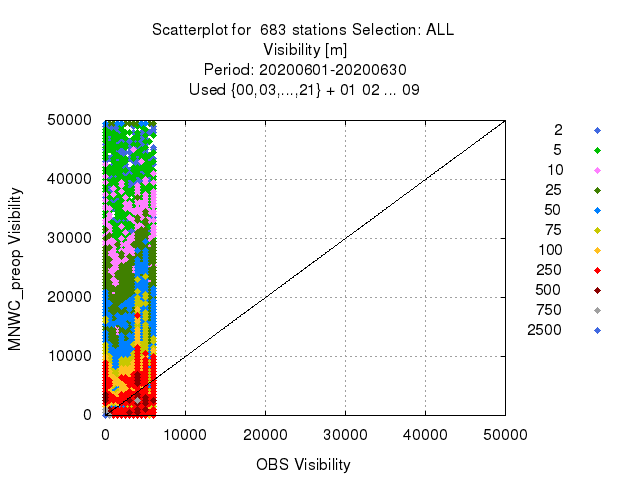 Scatterplot for 683 stations Selection: ALL
Visibility [m]
Period: 20200601-20200630
Used {00,03,...,21} + 01 02 ... 09
MNWC_preop Visibility
50000
40000
30000
20000
10000
0
0 10000 20000 30000 40000 50000
OBS Visibility
2
5
10
25
50
75
100
250
500
750
2500